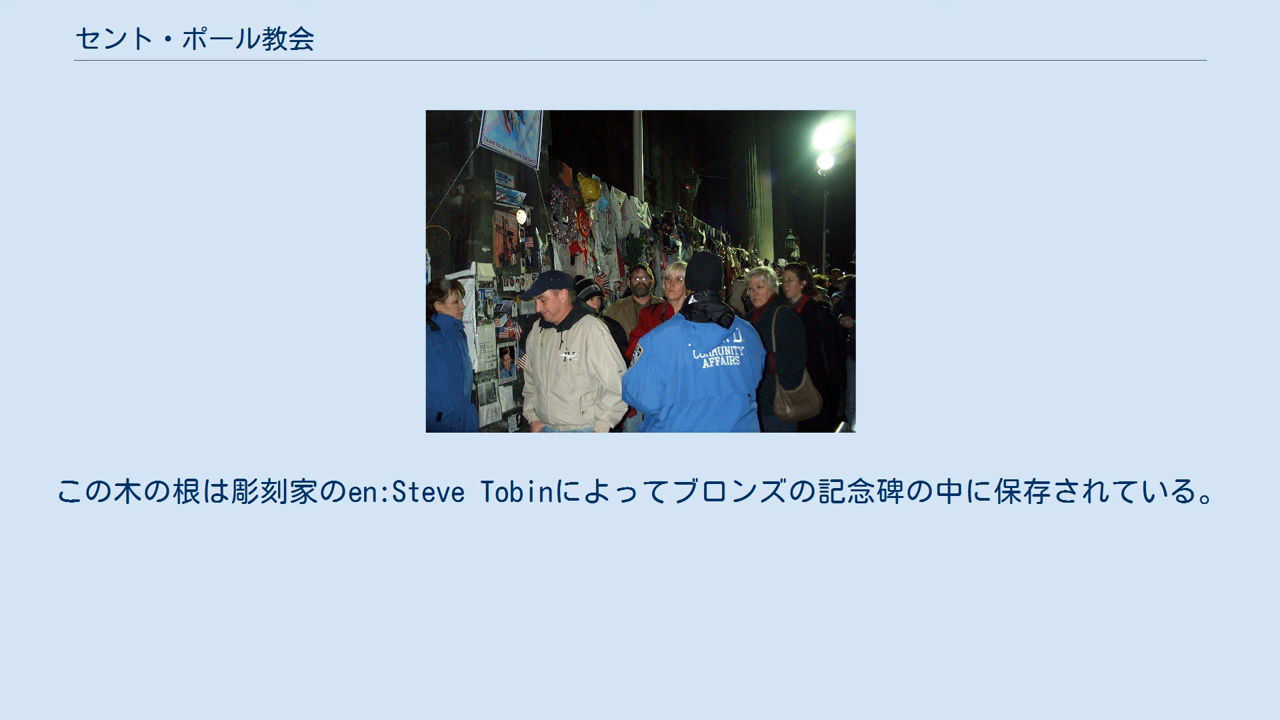 セント・ポール教会
COMMUNITY
AFFAIRS
この木の根は彫刻家のen:Steve Tobinによってブロンズの記念碑の中に保存されている。